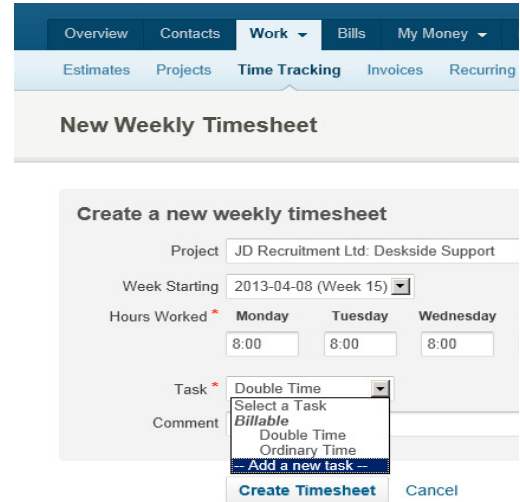 Overview Contacts Work Bills My Money
Estimates Projects Time Tracking Invoices Recurring
New Weekly Timesheet
Create a new weekly timesheet
Project JD Recruitment Ltd: Deskside Support
Week Starting 2013-04-08 (Week 15)
Hours Worked * Monday Tuesday Wednesday
8:00 8:00 8:00
Task * Double Time
Select a Task
Comment Billable
Double Time
Ordinary Time
-- Add a new task --
Create Timesheet Cancel